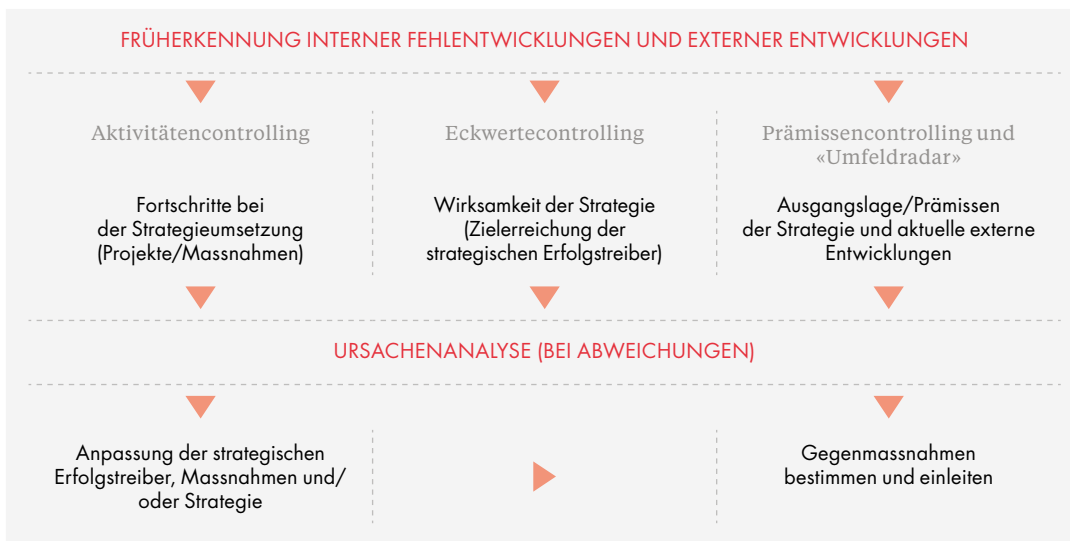 FRÜHERKENNUNG INTERNER FEHLENTWICKLUNGEN UND EXTERNER ENTWICKLUNGEN
Aktivitätencontrolling
Fortschritte bei
der Strategieumsetzung
(Projekte/Massnahmen)
Eckwertecontrolling
Wirksamkeit der Strategie
(Zielerreichung der
strategischen Erfolgstreiber)
Prämissencontrolling und
«Umfeldradar»
Ausgangslage/Prämissen
der Strategie und aktuelle externe
Entwicklungen
URSACHENANALYSE (BEI ABWEICHUNGEN)
Anpassung der strategischen
Erfolgstreiber, Massnahmen und/
oder Strategie
Gegenmassnahmen
bestimmen und einleiten